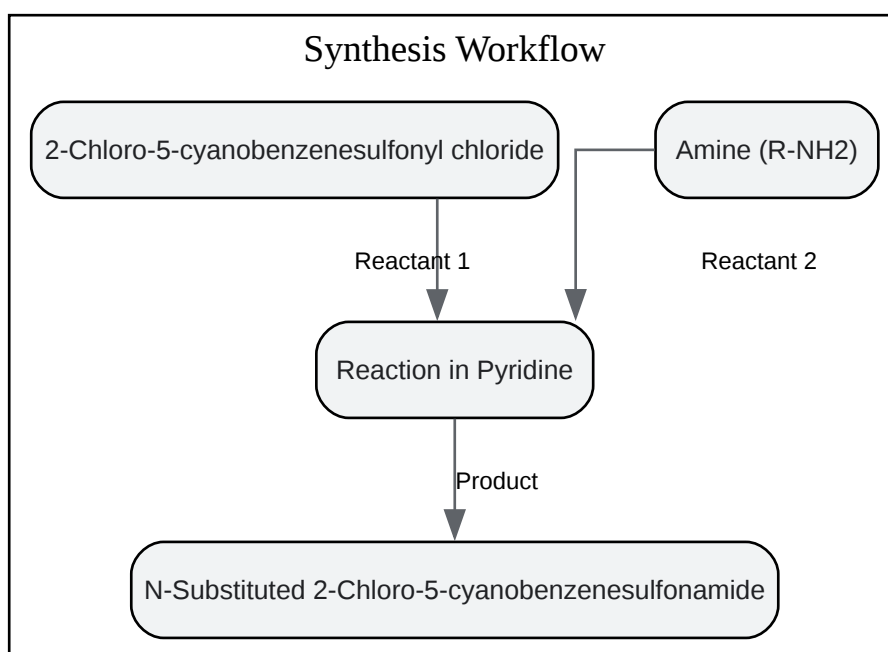 Synthesis Workflow
2-Chloro-5-cyanobenzenesulfonyl chloride
Amine (R-NH2)
Reactant 1
Reactant 2
Reaction in Pyridine
Product
N-Substituted 2-Chloro-5-cyanobenzenesulfonamide